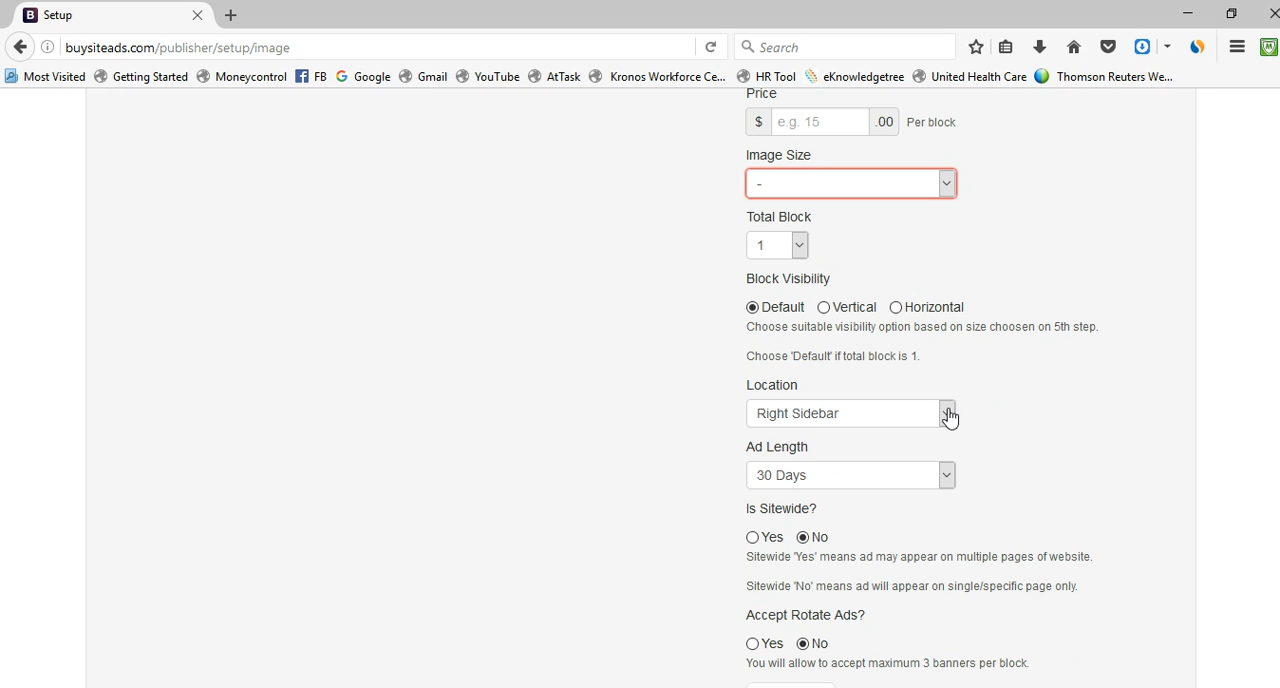 B Setup
buysiteads.com/publisher/setup/image
Search
Most Visited Getting Started Moneycontrol FB Google Gmail YouTube AtTask Kronos Workforce Ce... HR Tool eKnowledgetree United Health Care Thomson Reuters We...
Price
$ e.g. 15 .00 Per block
Image Size
-
Total Block
1
Block Visibility
Default Vertical Horizontal
Choose suitable visibility option based on size choosen on 5th step.
Choose 'Default' if total block is 1.
Location
Right Sidebar
Ad Length
30 Days
Is Sitewide?
Yes No
Sitewide 'Yes' means ad may appear on multiple pages of website.
Sitewide 'No' means ad will appear on single/specific page only.
Accept Rotate Ads?
Yes No
You will allow to accept maximum 3 banners per block.